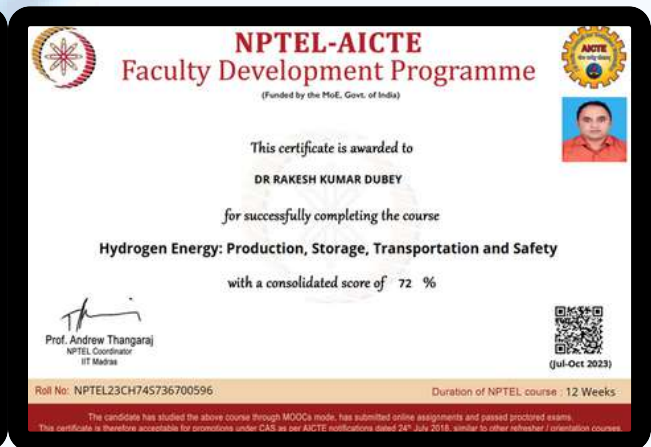 NPTEL-AICTE
Faculty Development Programme
(Funded by the MoE, Govt. of India)
AICTE
This certificate is awarded to
DR RAKESH KUMAR DUBEY
for successfully completing the course
Hydrogen Energy: Production, Storage, Transportation and Safety
with a consolidated score of 72 %
Prof. Andrew Thangaraj
NPTEL Coordinator
IIT Madras
(Jul-Oct 2023)
Roll No: NPTEL23CH74S736700596
Duration of NPTEL course : 12 Weeks
The candidate has studied the above course through MOOCs mode, has submitted online assignments and passed proctored exams.
This certificate is therefore acceptable for promotions under CAS as per AICTE notifications dated 24th July 2018, similar to other refresher / orientation courses.